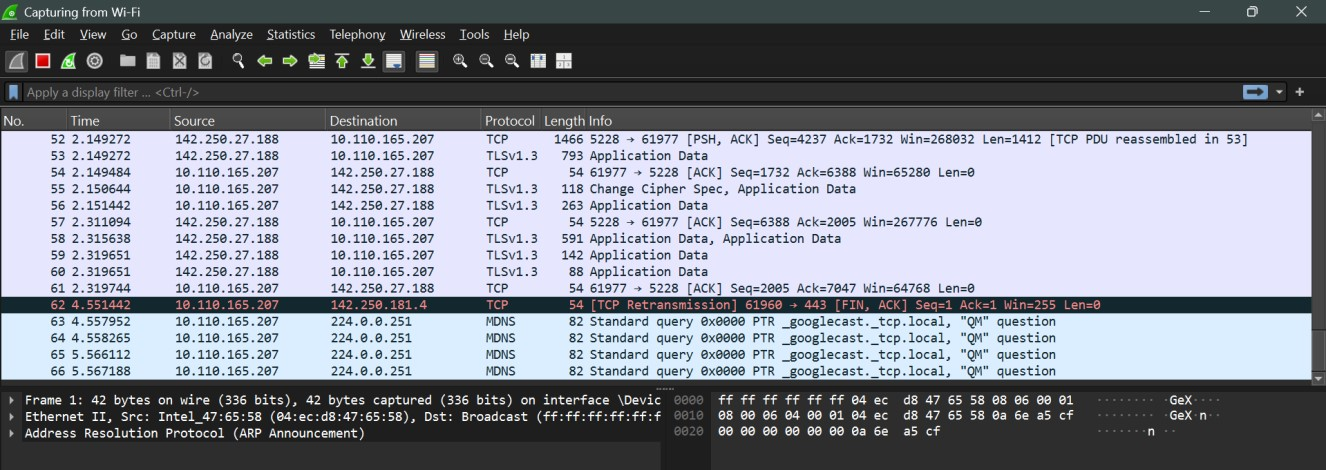 Capturing from Wi-Fi
File Edit View Go Capture Analyze Statistics Telephony Wireless Tools Help
Apply a display filter ... <Ctrl-/>
No. Time Source Destination Protocol Length Info
52 2.149272 142.250.27.188 10.110.165.207 TCP 1466 5228 → 61977 [PSH, ACK] Seq=4237 Ack=1732 Win=268032 Len=1412 [TCP PDU reassembled in 53]
53 2.149272 142.250.27.188 10.110.165.207 TLSv1.3 793 Application Data
54 2.149484 10.110.165.207 142.250.27.188 TCP 54 61977 → 5228 [ACK] Seq=1732 Ack=6388 Win=65280 Len=0
55 2.150644 10.110.165.207 142.250.27.188 TLSv1.3 118 Change Cipher Spec, Application Data
56 2.151442 10.110.165.207 142.250.27.188 TLSv1.3 263 Application Data
57 2.311094 142.250.27.188 10.110.165.207 TCP 54 5228 → 61977 [ACK] Seq=6388 Ack=2005 Win=267776 Len=0
58 2.315638 142.250.27.188 10.110.165.207 TLSv1.3 591 Application Data, Application Data
59 2.319651 142.250.27.188 10.110.165.207 TLSv1.3 142 Application Data
60 2.319651 142.250.27.188 10.110.165.207 TLSv1.3 88 Application Data
61 2.319744 10.110.165.207 142.250.27.188 TCP 54 61977 → 5228 [ACK] Seq=2005 Ack=7047 Win=64768 Len=0
62 4.551442 10.110.165.207 142.250.181.4 TCP 54 [TCP Retransmission] 61960 → 443 [FIN, ACK] Seq=1 Ack=1 Win=255 Len=0
63 4.557952 10.110.165.207 224.0.0.251 MDNS 82 Standard query 0x0000 PTR _googlecast._tcp.local, "QM" question
64 4.558265 10.110.165.207 224.0.0.251 MDNS 82 Standard query 0x0000 PTR _googlecast._tcp.local, "QM" question
65 5.566112 10.110.165.207 224.0.0.251 MDNS 82 Standard query 0x0000 PTR _googlecast._tcp.local, "QM" question
66 5.567188 10.110.165.207 224.0.0.251 MDNS 82 Standard query 0x0000 PTR _googlecast._tcp.local, "QM" question
Frame 1: 42 bytes on wire (336 bits), 42 bytes captured (336 bits) on interface \Devic
Ethernet II, Src: Intel_47:65:58 (04:ec:d8:47:65:58), Dst: Broadcast (ff:ff:ff:ff:ff:f
Address Resolution Protocol (ARP Announcement)
0000 ff ff ff ff ff ff 04 ec d8 47 65 58 08 06 00 01 ········ ·GeX····
0010 08 00 06 04 00 01 04 ec d8 47 65 58 0a 6e a5 cf ········ ·GeX·n··
0020 00 00 00 00 00 00 0a 6e a5 cf ·······n ··